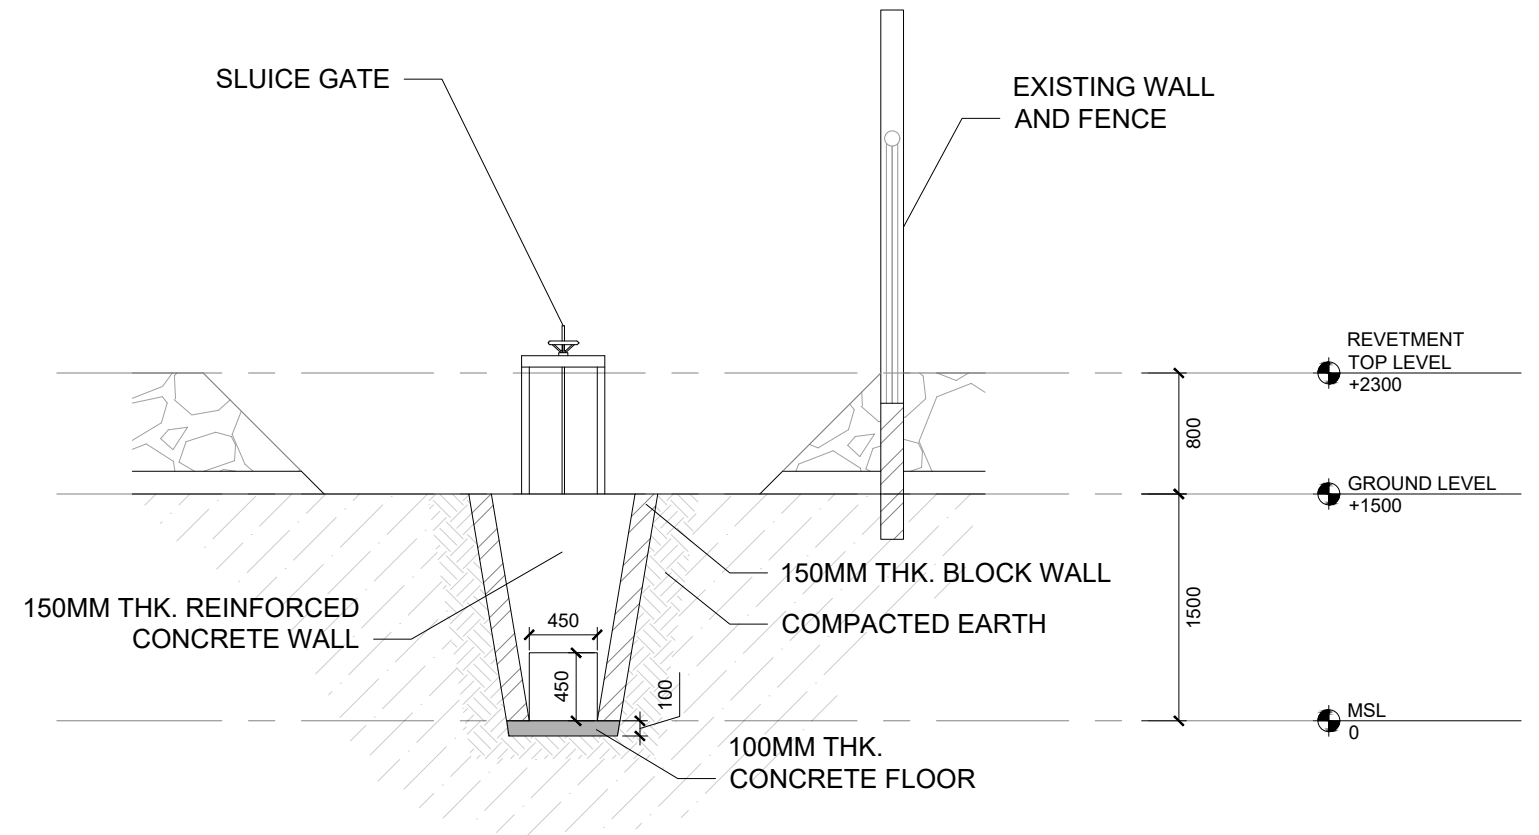 SLUICE GATE
EXISTING WALL
AND FENCE
REVETMENT
TOP LEVEL
+2300
800
GROUND LEVEL
+1500
150MM THK. BLOCK WALL
150MM THK. REINFORCED
CONCRETE WALL
COMPACTED EARTH
450
450
100
1500
MSL
0
100MM THK.
CONCRETE FLOOR